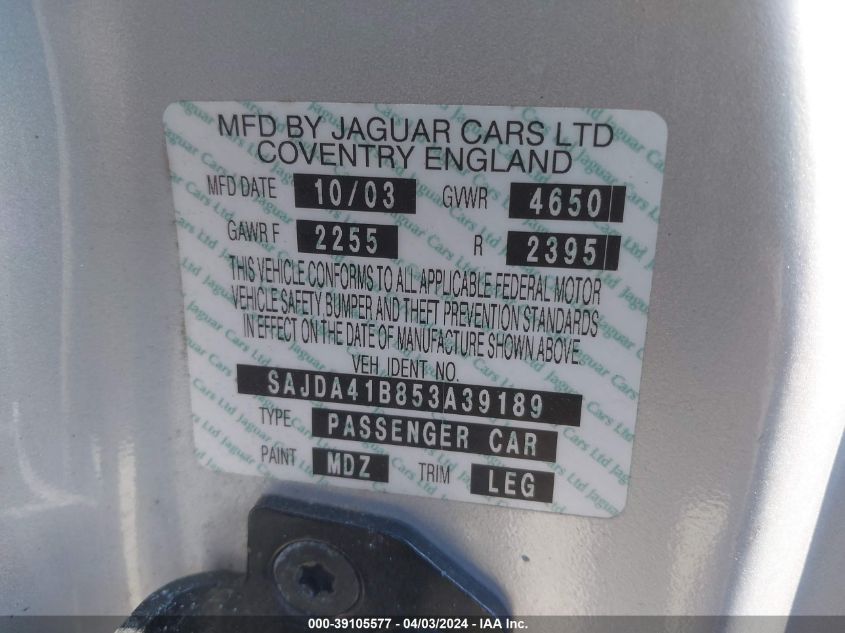 MFD BY JAGUAR CARS LTD
COVENTRY ENGLAND
MFD DATE 10/03 GVWR 4650
GAWR F 2255 R 2395
THIS VEHICLE CONFORMS TO ALL APPLICABLE FEDERAL MOTOR
VEHICLE SAFETY, BUMPER AND THEFT PREVENTION STANDARDS
IN EFFECT ON THE DATE OF MANUFACTURE SHOWN ABOVE.
VEH IDENT NO.
SAJDA41B853A39189
TYPE PASSENGER CAR
PAINT MDZ TRIM LEG
000-39105577 - 04/03/2024 - IAA Inc.